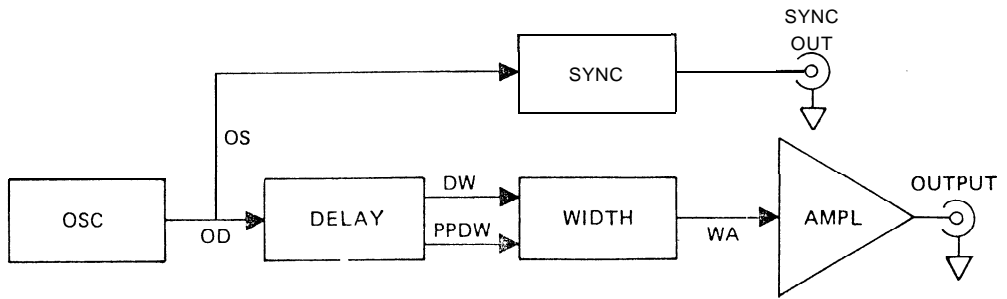 SYNC
OUT
SYNC
OS
OSC
OD
DELAY
DW
PPDW
WIDTH
WA
AMPL
OUTPUT